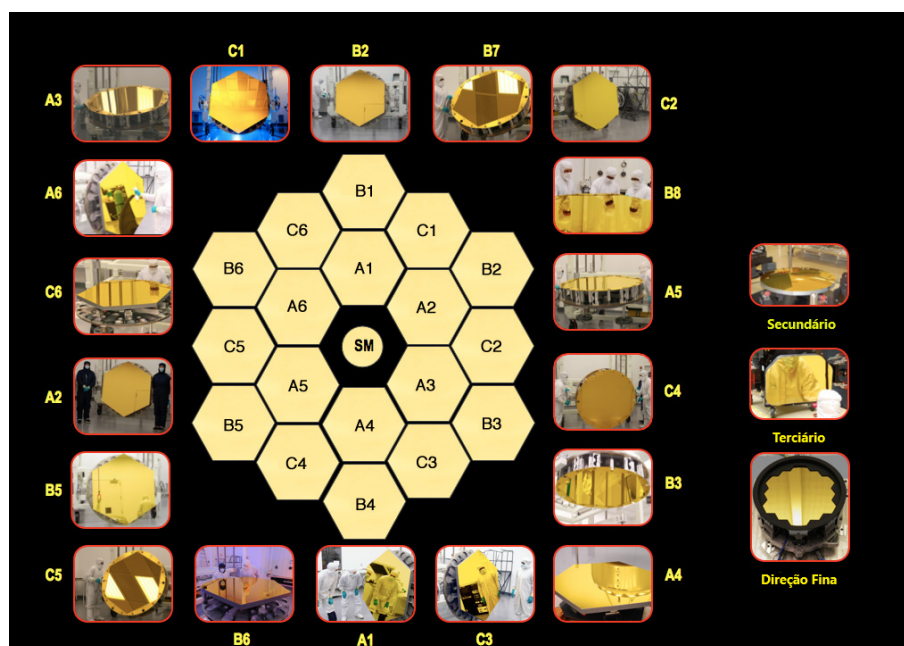 C1
B2
B7
A3
C2
A6
B8
C6
A5
A2
C4
B5
B3
C5
A4
B6
A1
C3
B1
C6
C1
B6
A1
B2
A6
A2
C5
SM
C2
A5
A3
B5
A4
B3
C4
C3
B4
Secundário
Terciário
Direção Fina